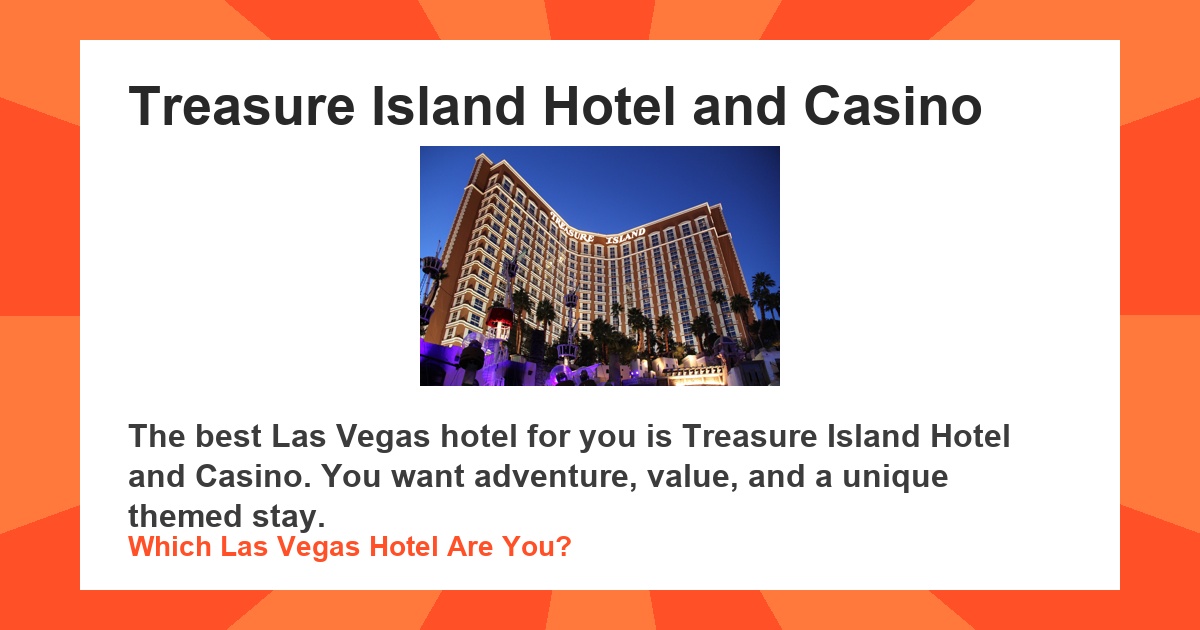 Treasure Island Hotel and Casino
TREASURE ISLAND
The best Las Vegas hotel for you is Treasure Island Hotel
and Casino. You want adventure, value, and a unique
themed stay.
Which Las Vegas Hotel Are You?